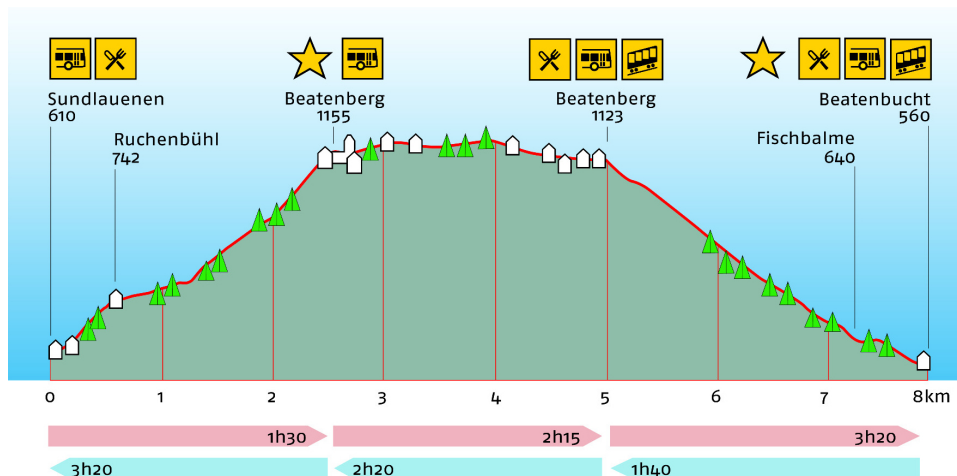 Sundlauenen
610
Ruchenbühl
742
Beatenberg
1155
Beatenberg
1123
Fischbalme
640
Beatenbucht
560
0 1 2 3 4 5 6 7 8km
1h30 2h15 3h20
3h20 2h20 1h40